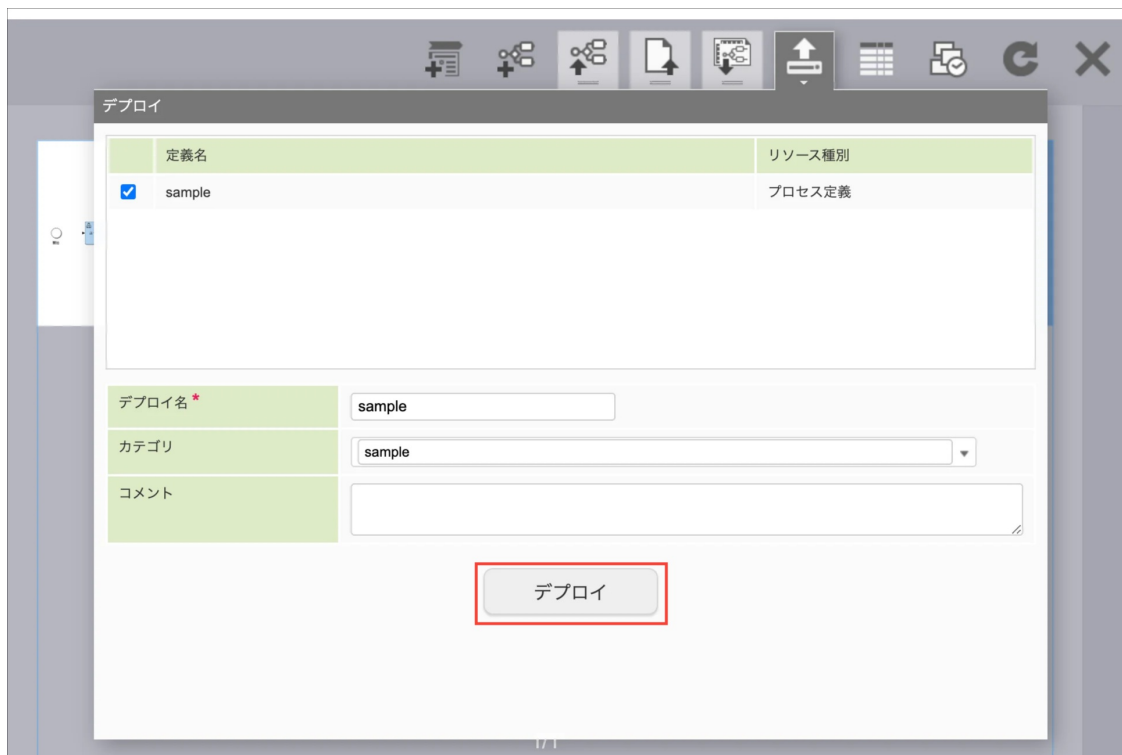 デプロイ
定義名 リソース種別
sample プロセス定義
デプロイ名*
sample
カテゴリ
sample
コメント
デプロイ
1/1